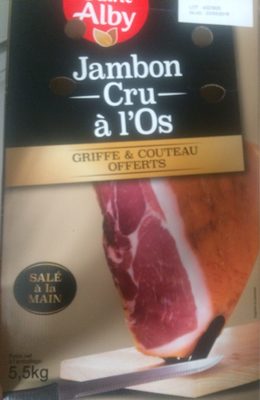 Alby
Jambon
Cru
à l'Os
GRIFFE & COUTEAU
OFFERTS
SALÉ
à la
MAIN
5,5kg